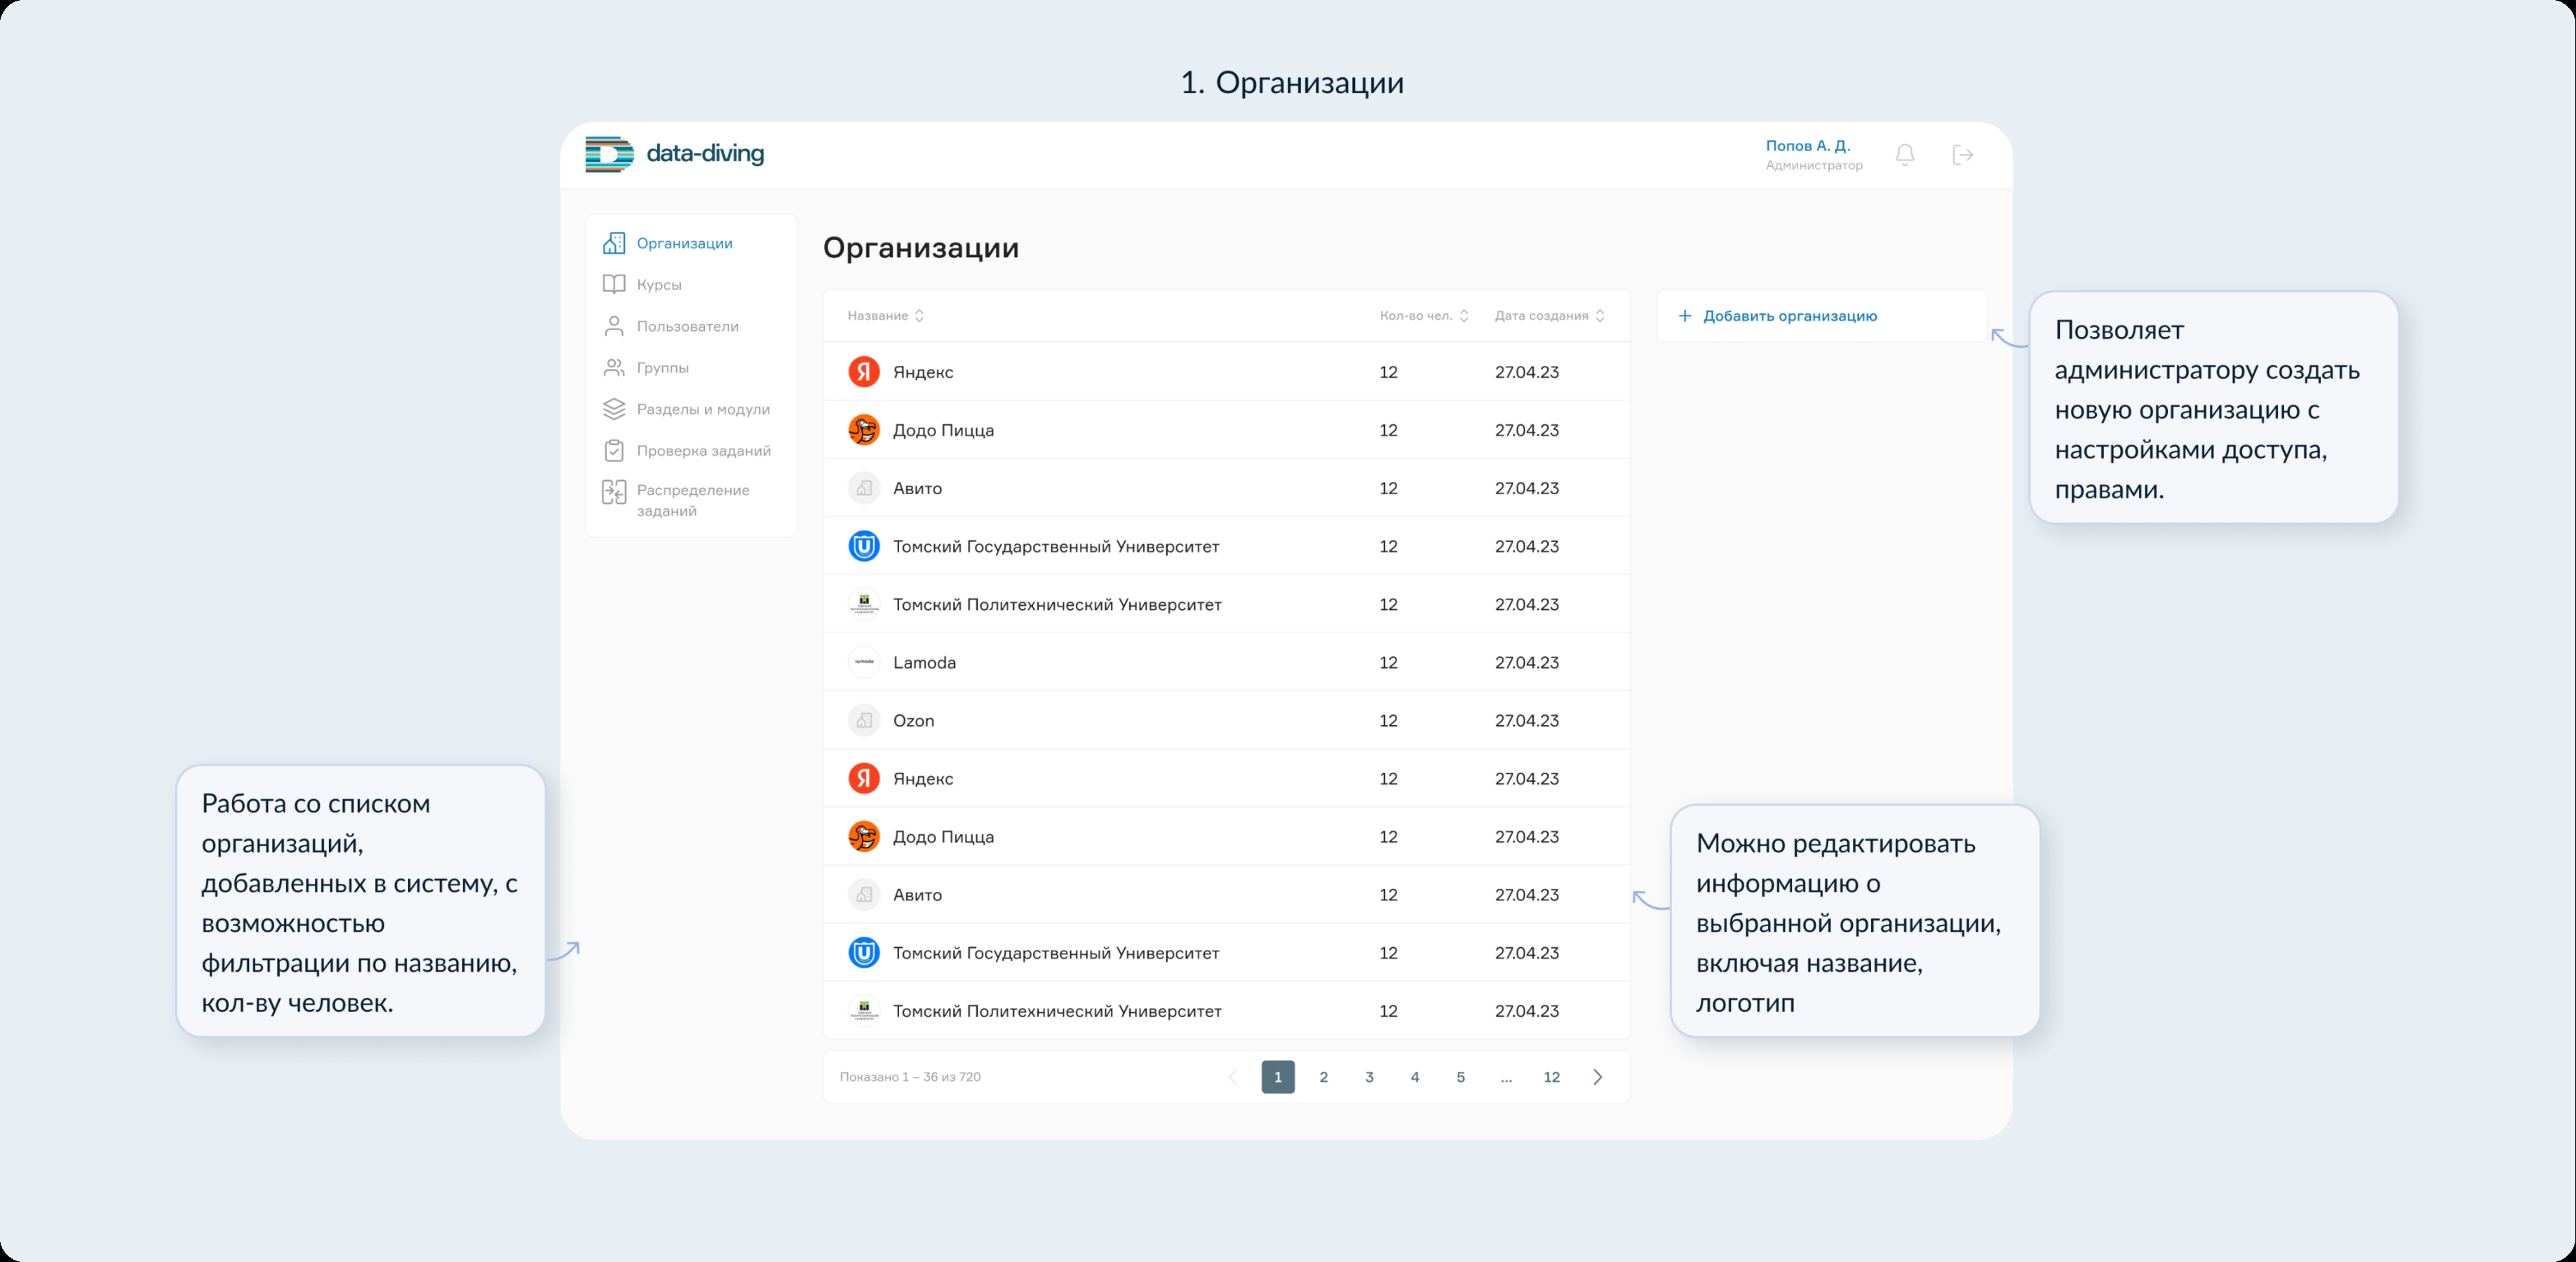 1. Организации
data-diving
Попов А. Д.
Администратор
Организации
Курсы
Пользователи
Группы
Разделы и модули
Проверка заданий
Распределение
заданий
Организации
Название Кол-во чел. Дата создания
Яндекс 12 27.04.23
Додо Пицца 12 27.04.23
Авито 12 27.04.23
Томский Государственный Университет 12 27.04.23
Томский Политехнический Университет 12 27.04.23
Lamoda 12 27.04.23
Ozon 12 27.04.23
Яндекс 12 27.04.23
Додо Пицца 12 27.04.23
Авито 12 27.04.23
Томский Государственный Университет 12 27.04.23
Томский Политехнический Университет 12 27.04.23
Показано 1 – 36 из 720
1 2 3 4 5 ... 12
+ Добавить организацию
Позволяет
администратору создать
новую организацию с
настройками доступа,
правами.
Работа со списком
организаций,
добавленных в систему, с
возможностью
фильтрации по названию,
кол-ву человек.
Можно редактировать
информацию о
выбранной организации,
включая название,
логотип